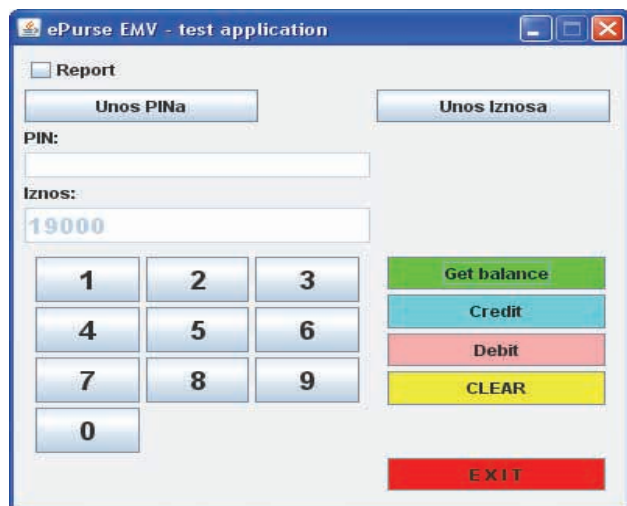 ePurse EMV - test application
Report
Unos PINa
Unos Iznosa
PIN:
Iznos:
19000
1 2 3
Get balance
4 5 6
Credit
Debit
7 8 9
CLEAR
0
EXIT